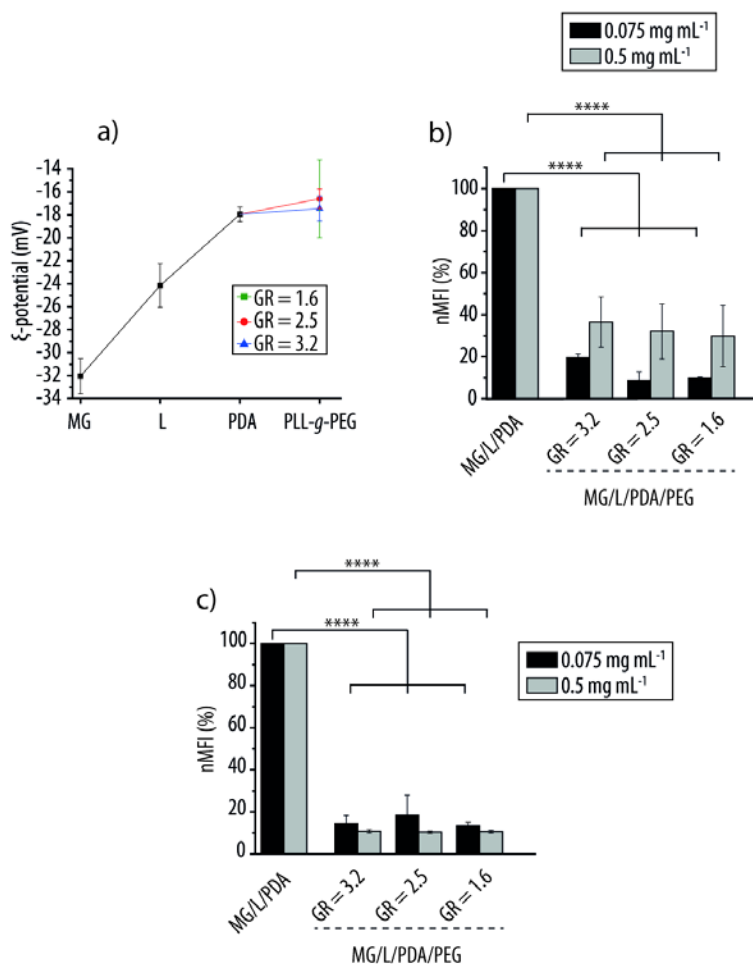 0.075 mg mL⁻¹
0.5 mg mL⁻¹
a)
-14
-16
-18
-20
-22
-24
-26
-28
-30
-32
-34
ξ-potential (mV)
GR = 1.6
GR = 2.5
GR = 3.2
MG L PDA PLL-g-PEG
b)
****
****
100
80
60
40
20
0
nMFI (%)
MG/L/PDA
GR = 3.2
GR = 2.5
GR = 1.6
MG/L/PDA/PEG
c)
****
****
100
80
60
40
20
0
nMFI (%)
0.075 mg mL⁻¹
0.5 mg mL⁻¹
MG/L/PDA
GR = 3.2
GR = 2.5
GR = 1.6
MG/L/PDA/PEG